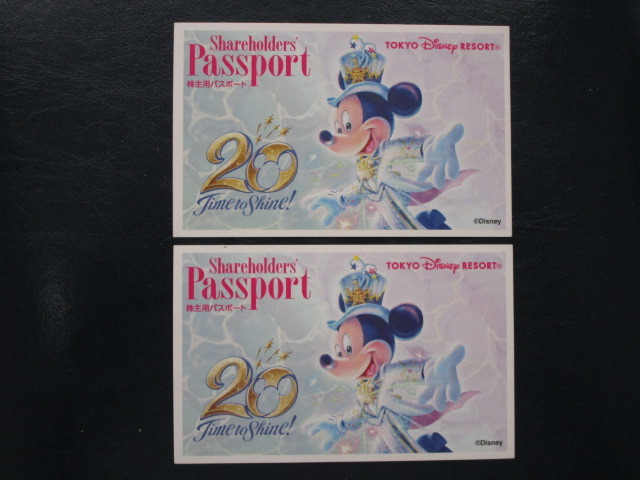 Shareholders'
Passport
株主用パスポート
TOKYO Disney RESORT®
20
Time to Shine!
©Disney
Shareholders'
Passport
株主用パスポート
TOKYO Disney RESORT®
20
Time to Shine!
©Disney